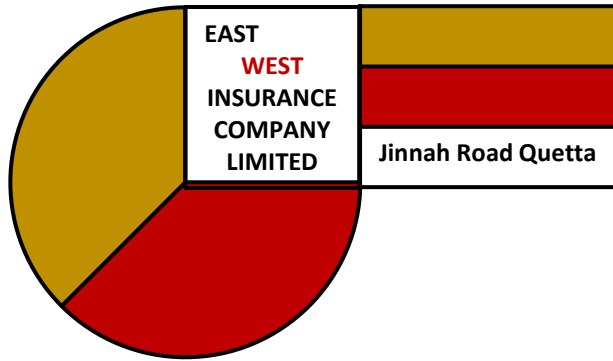 EAST
WEST
INSURANCE
COMPANY
LIMITED
Jinnah Road Quetta